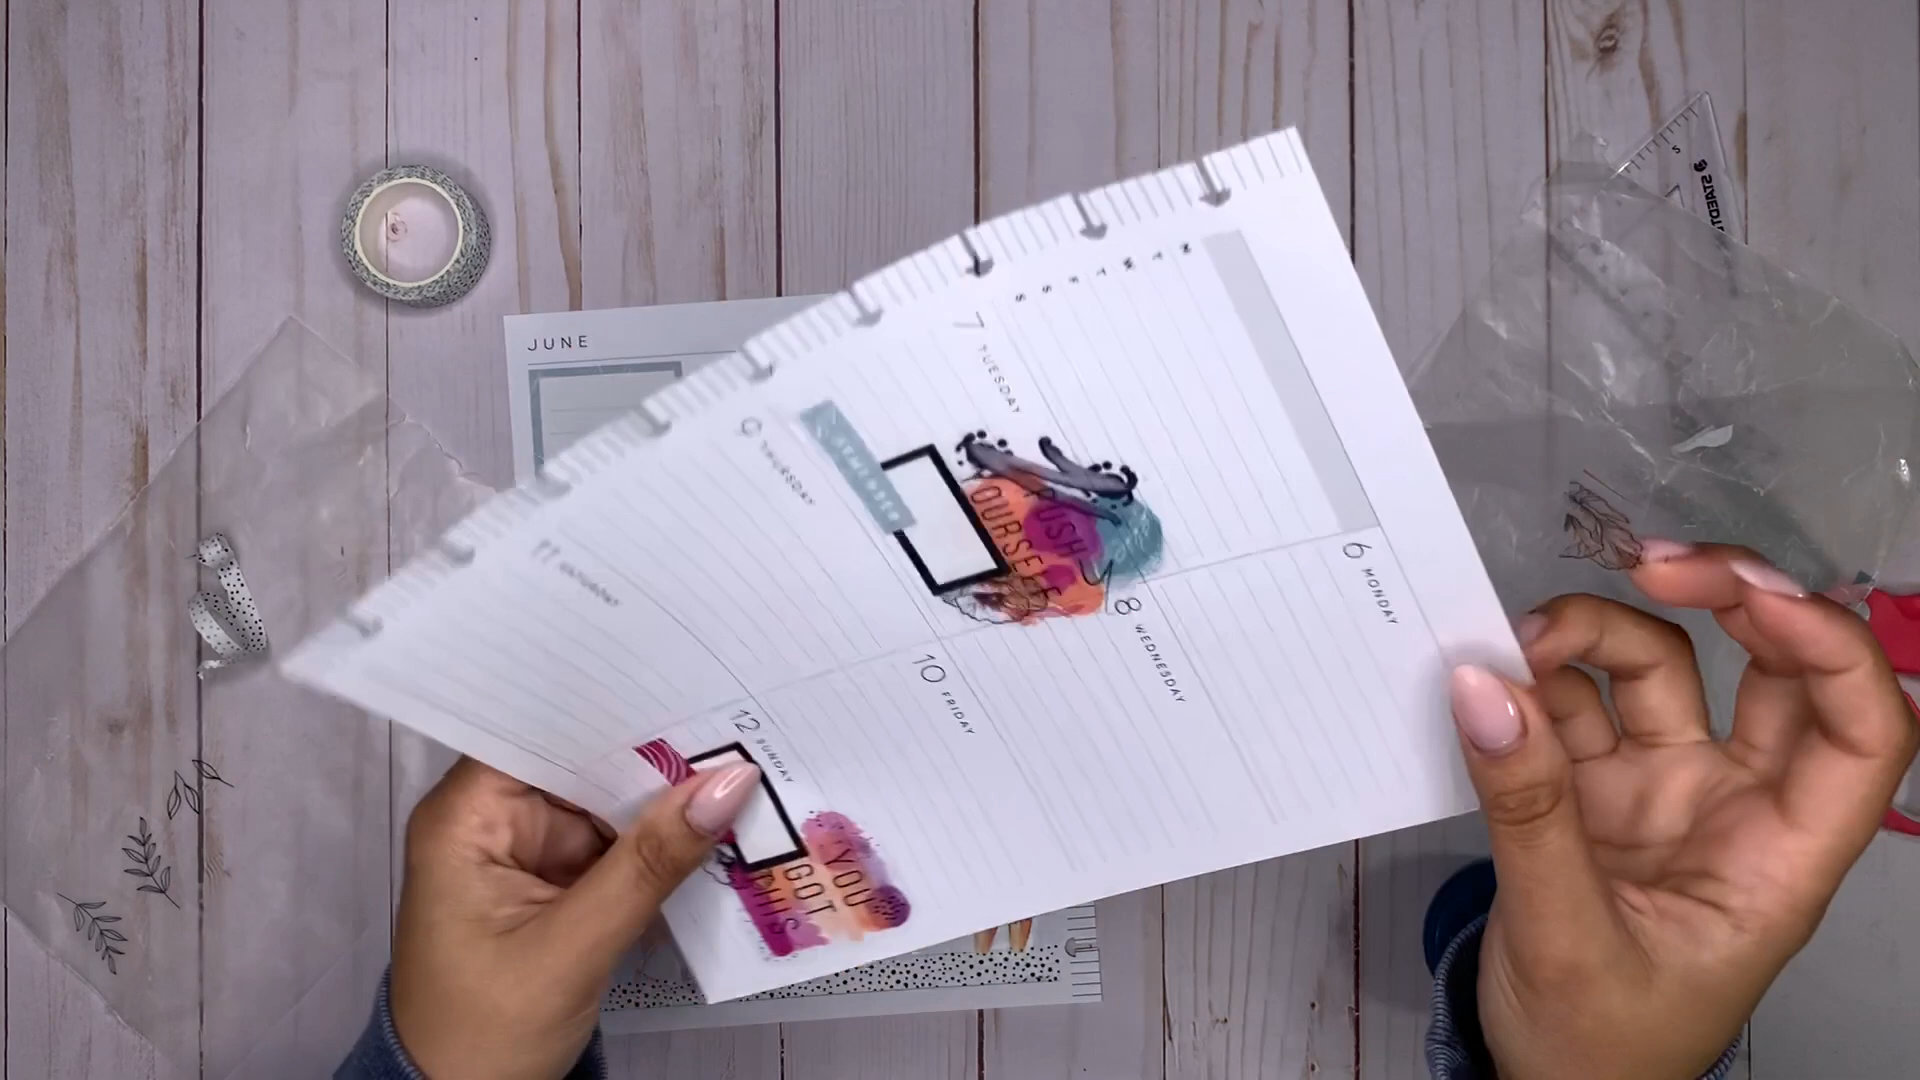 JUNE
M T W T F S S
6 MONDAY
7 TUESDAY
PUSH
YOURSELF
REMEMBER
8 WEDNESDAY
9 THURSDAY
10 FRIDAY
11 SATURDAY
12 SUNDAY
YOU
GOT
THIS